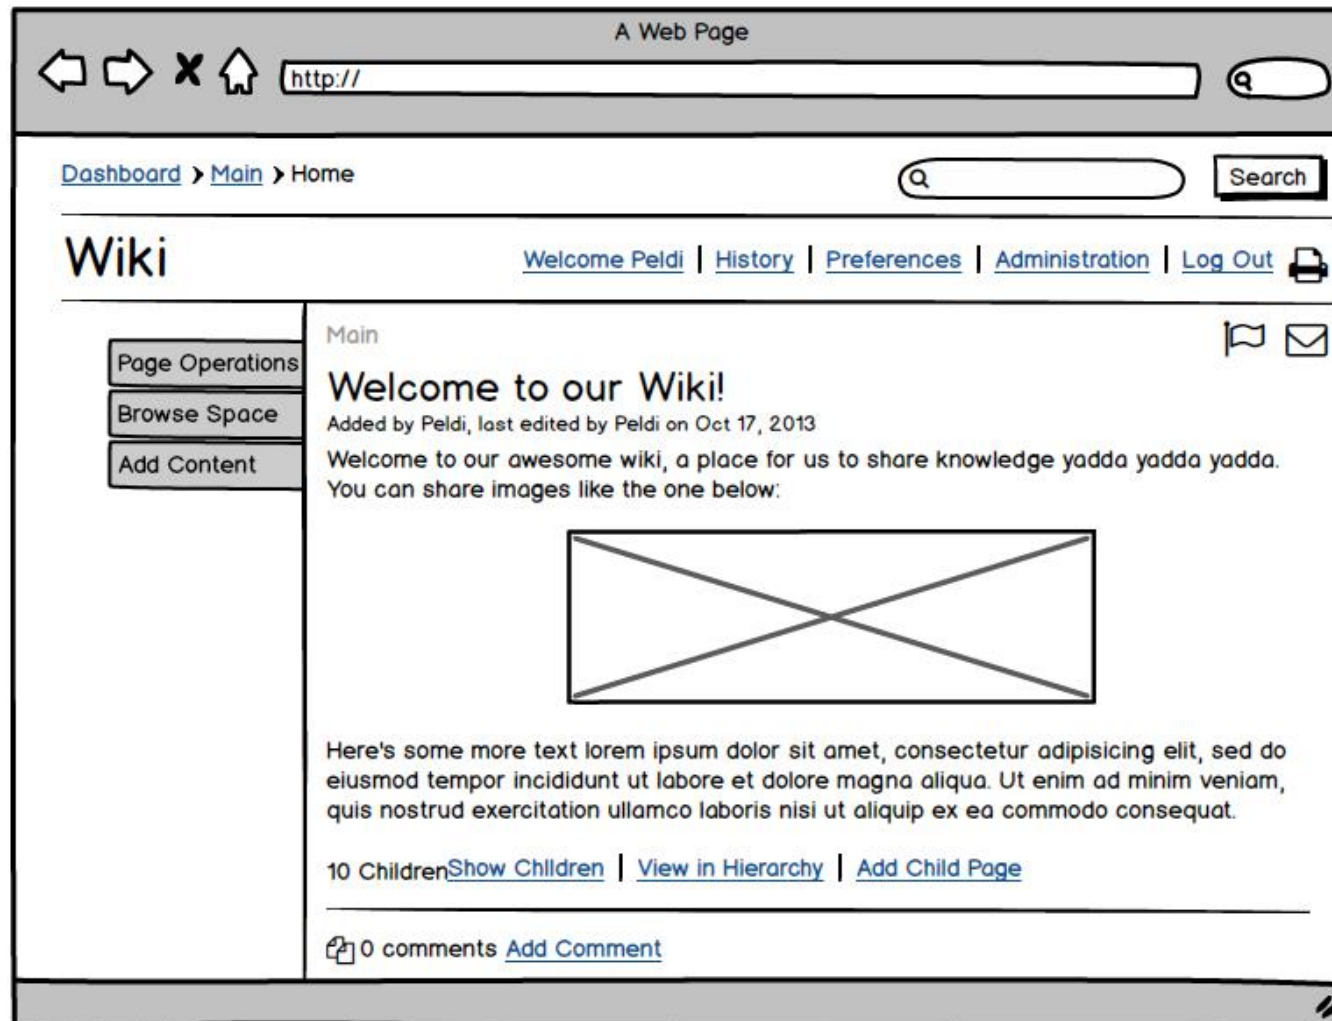 A Web Page
http://
Dashboard > Main > Home
Search
Wiki
Welcome Peldi | History | Preferences | Administration | Log Out
Page Operations
Browse Space
Add Content
Main
Welcome to our Wiki!
Added by Peldi, last edited by Peldi on Oct 17, 2013
Welcome to our awesome wiki, a place for us to share knowledge yadda yadda yadda.
You can share images like the one below:
Here's some more text lorem ipsum dolor sit amet, consectetur adipisicing elit, sed do
eiusmod tempor incididunt ut labore et dolore magna aliqua. Ut enim ad minim veniam,
quis nostrud exercitation ullamco laboris nisi ut aliquip ex ea commodo consequat.
10 Children Show Chlldren | View in Hierarchy | Add Child Page
0 comments Add Comment